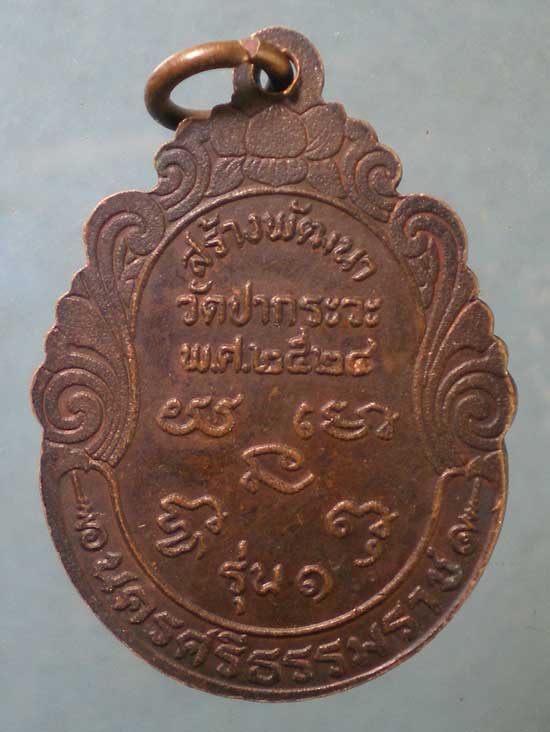 สร้างพัฒนา
วัดปากระวะ
พ.ศ.๒๕๒๔
รุ่น ๑
นครศรีธรรมราช